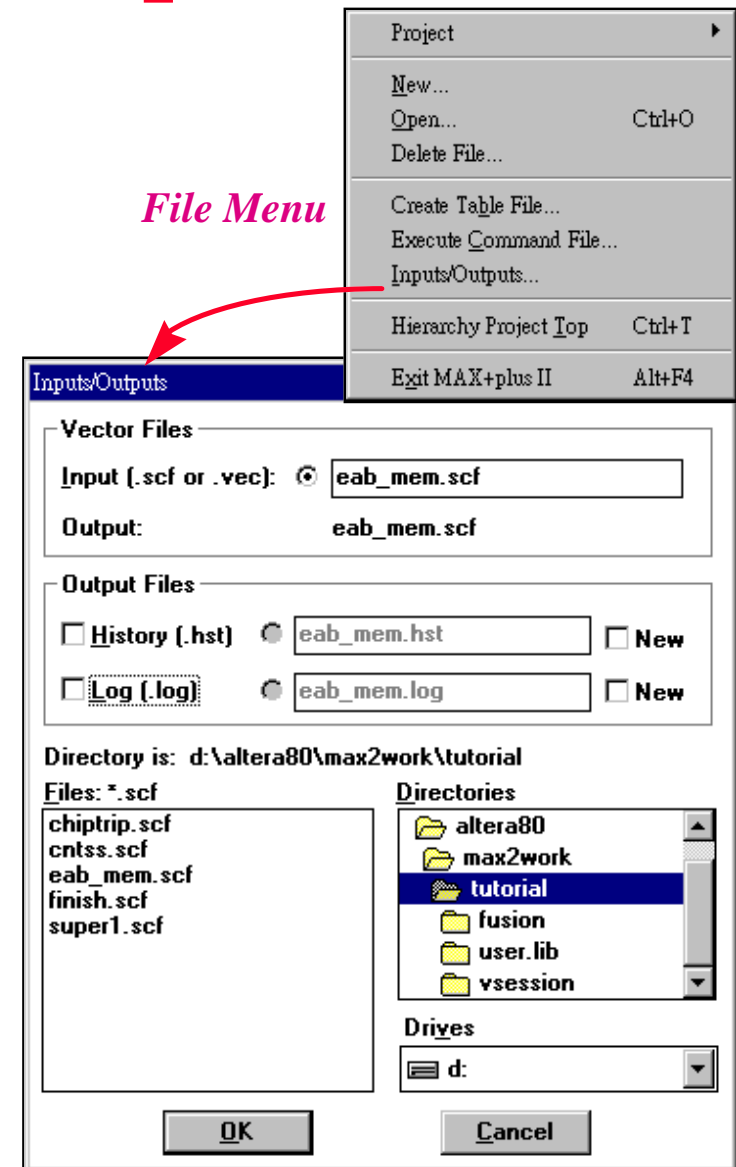 Project
New...
Open... Ctrl+O
Delete File...
File Menu
Create Table File...
Execute Command File...
Inputs/Outputs...
Hierarchy Project Top Ctrl+T
Exit MAX+plus II Alt+F4
Inputs/Outputs
Vector Files
Input (.scf or .vec): eab_mem.scf
Output: eab_mem.scf
Output Files
History (.hst) eab_mem.hst New
Log (.log) eab_mem.log New
Directory is: d:\altera80\max2work\tutorial
Files: *.scf
chiptrip.scf
cntss.scf
eab_mem.scf
finish.scf
super1.scf
Directories
altera80
max2work
tutorial
fusion
user.lib
vsession
Drives
d:
OK Cancel